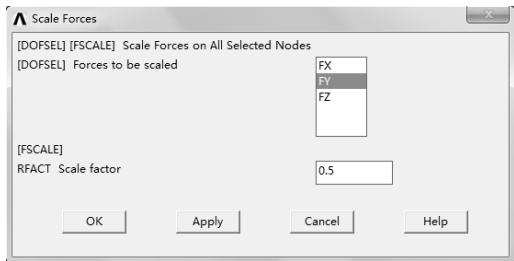 Scale Forces
[DOFSEL] [FSCALE] Scale Forces on All Selected Nodes
[DOFSEL] Forces to be scaled
FX
FY
FZ
[FSCALE]
RFACT Scale factor
0.5
OK Apply Cancel Help